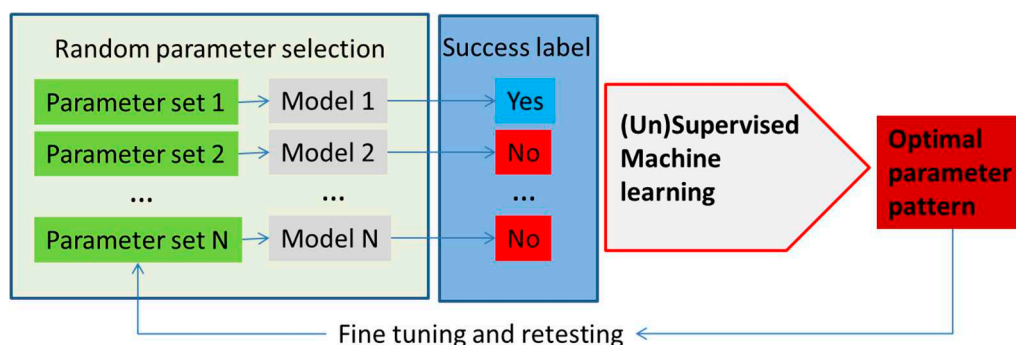 Random parameter selection
Success label
Parameter set 1
Model 1
Yes
Parameter set 2
Model 2
No
...
...
...
Parameter set N
Model N
No
(Un)Supervised
Machine
learning
Optimal
parameter
pattern
Fine tuning and retesting